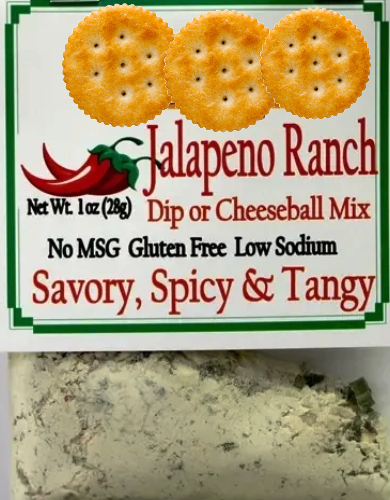 Jalapeno Ranch
Net Wt. 1oz (28g) Dip or Cheeseball Mix
No MSG Gluten Free Low Sodium
Savory, Spicy & Tangy